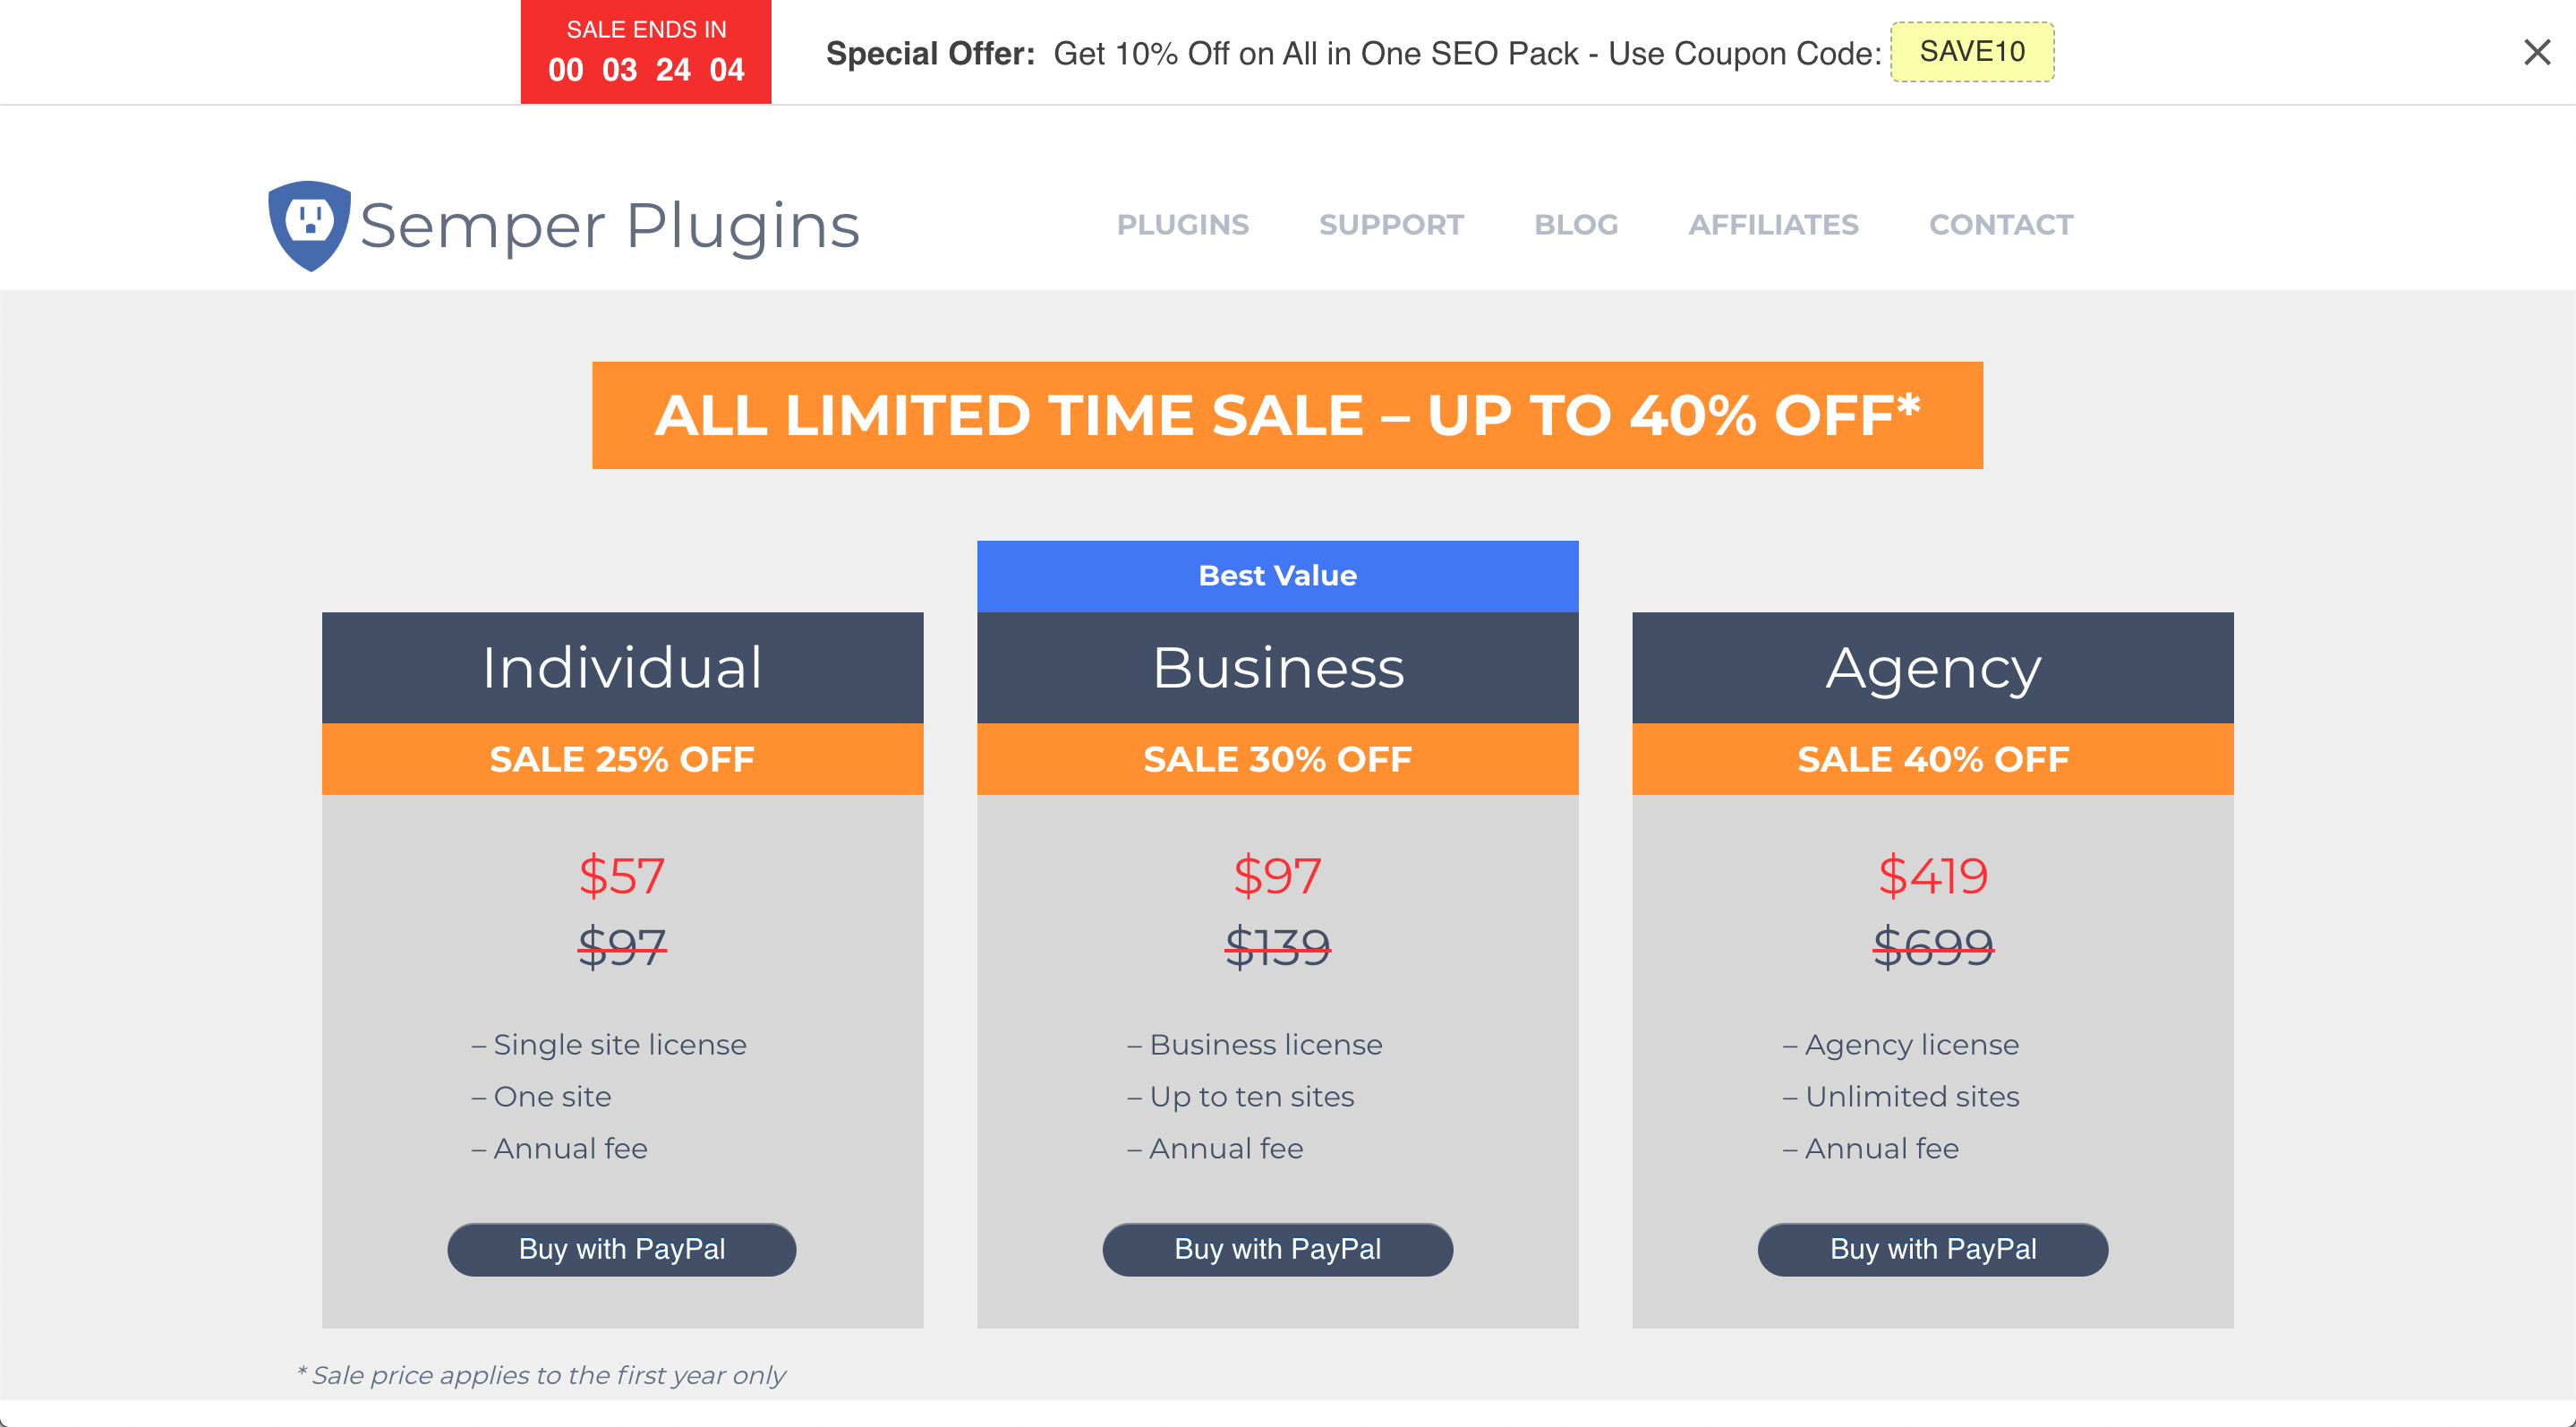 SALE ENDS IN
00 03 24 04
Special Offer: Get 10% Off on All in One SEO Pack - Use Coupon Code: SAVE10
Semper Plugins
PLUGINS SUPPORT BLOG AFFILIATES CONTACT
ALL LIMITED TIME SALE – UP TO 40% OFF*
Individual
SALE 25% OFF
$57
$97
– Single site license
– One site
– Annual fee
Buy with PayPal
Best Value
Business
SALE 30% OFF
$97
$139
– Business license
– Up to ten sites
– Annual fee
Buy with PayPal
Agency
SALE 40% OFF
$419
$699
– Agency license
– Unlimited sites
– Annual fee
Buy with PayPal
* Sale price applies to the first year only